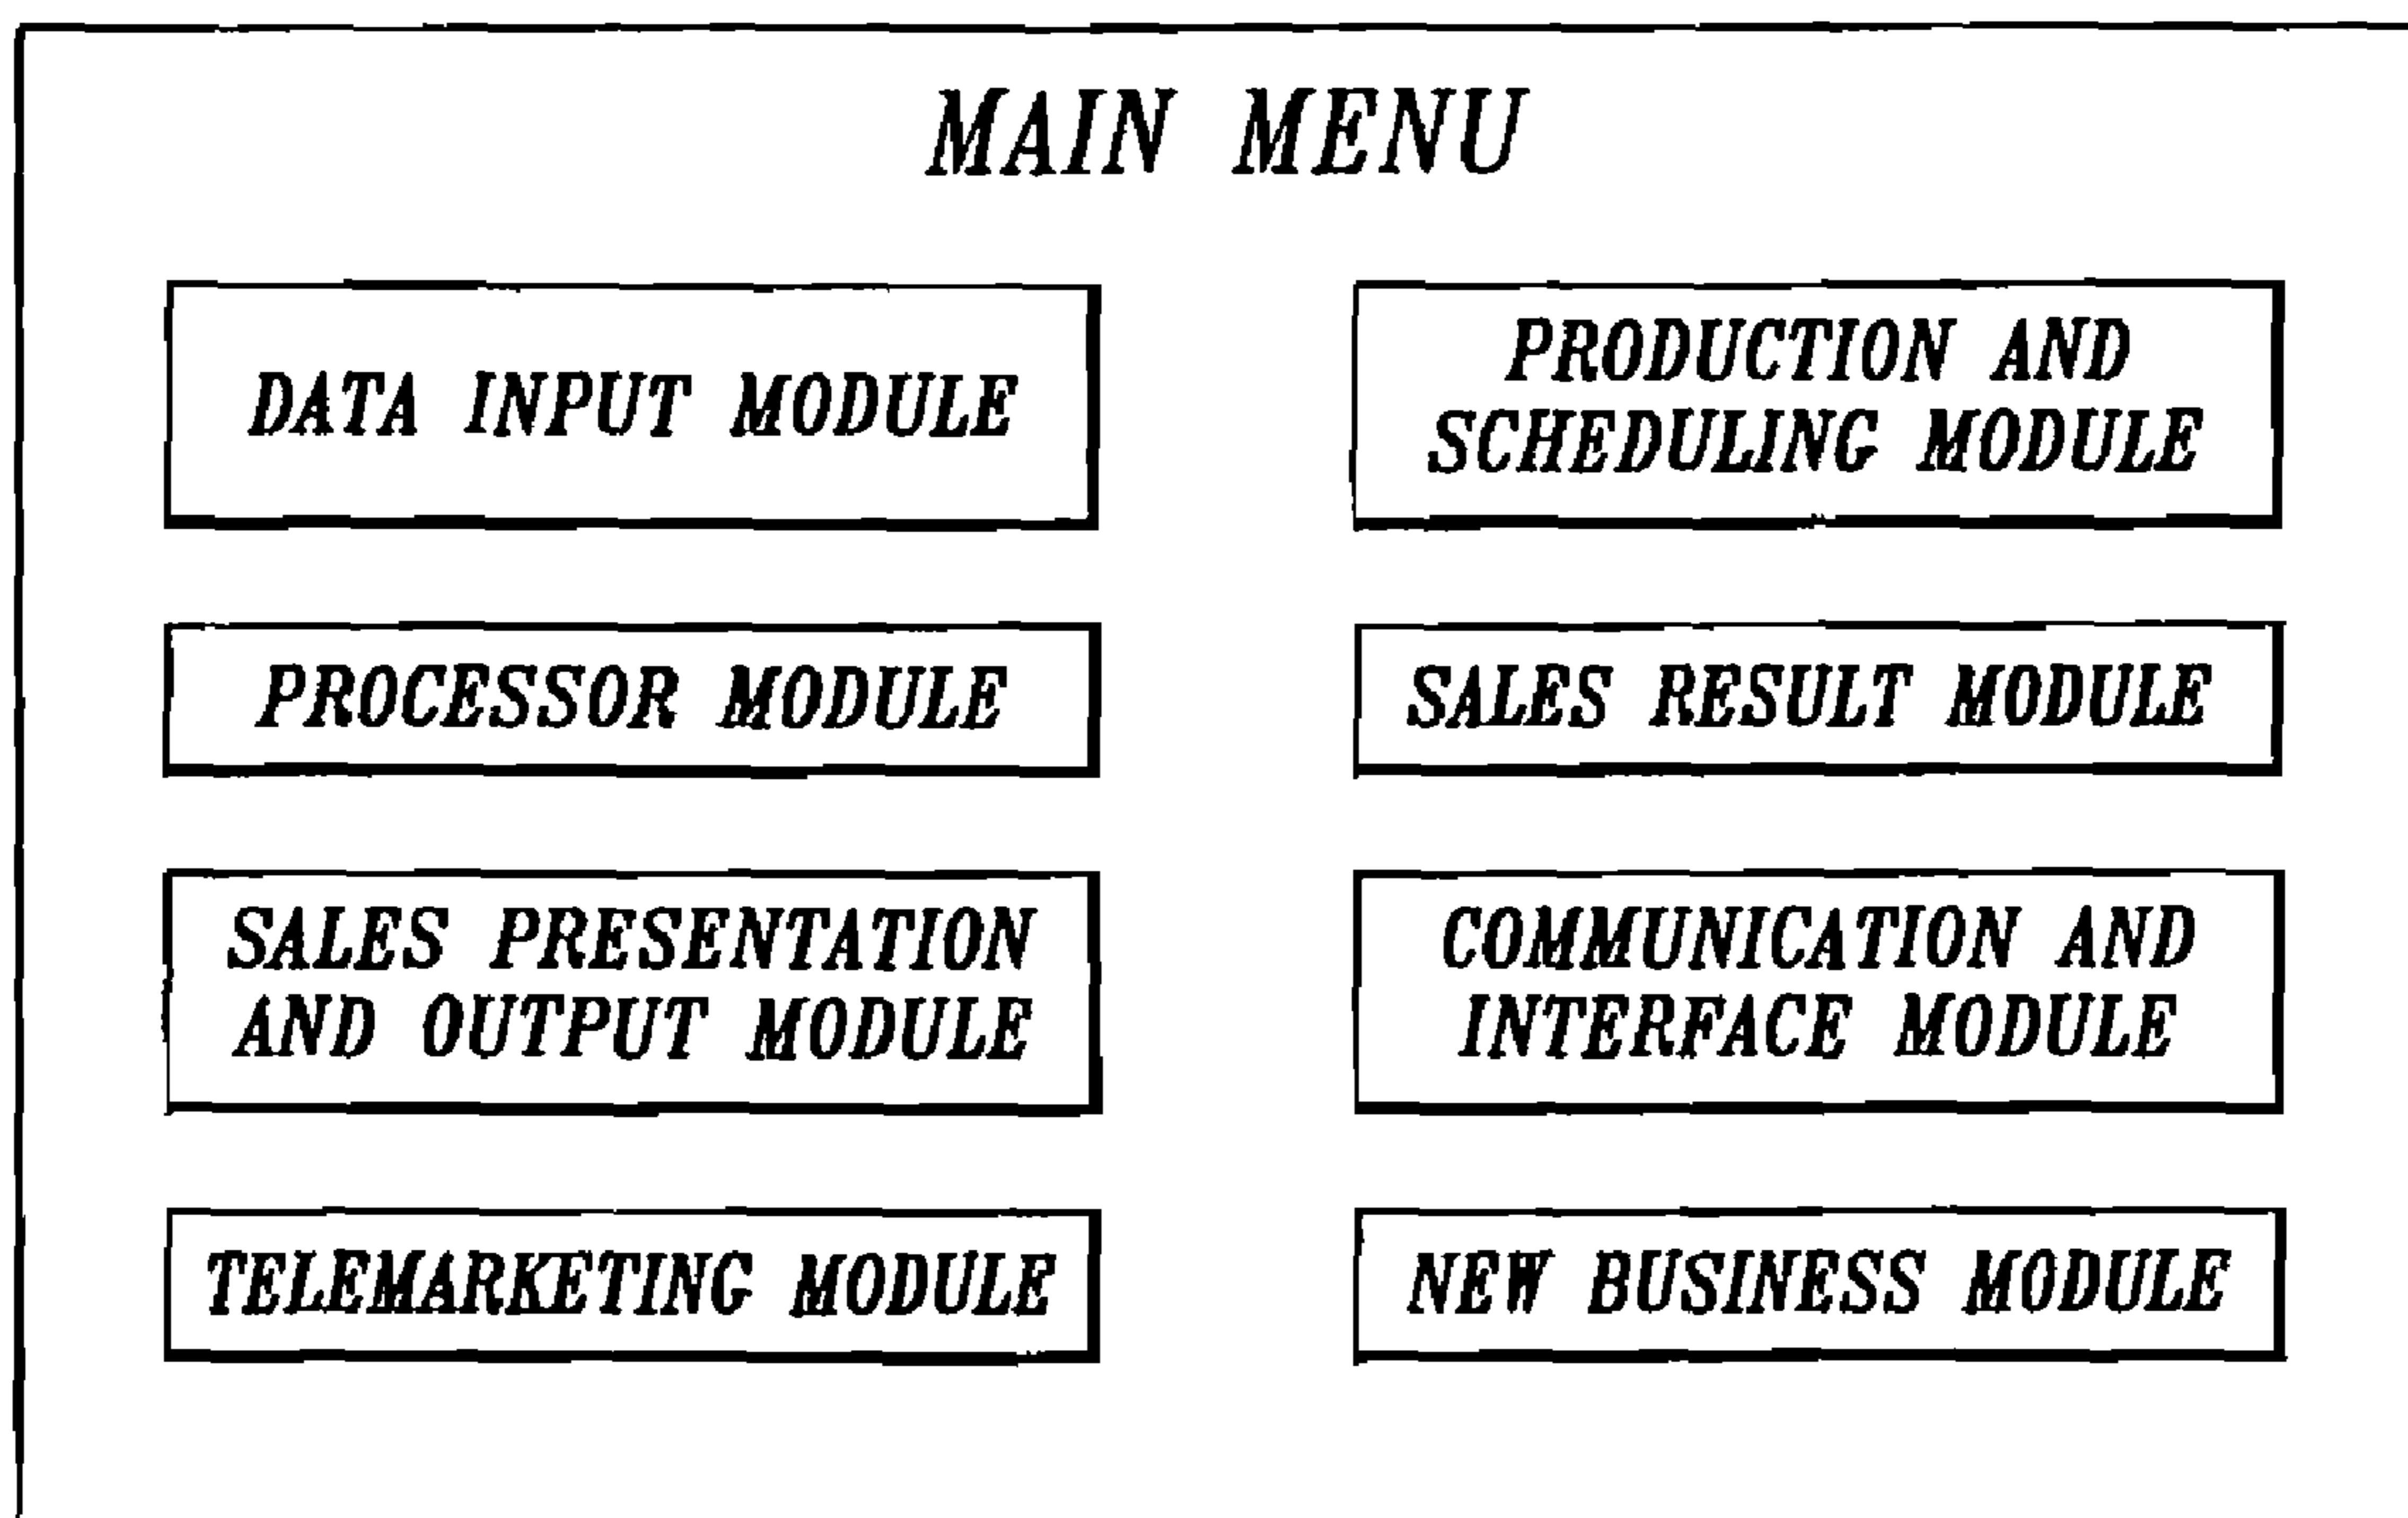 MAIN MENU
DATA INPUT MODULE
PRODUCTION AND
SCHEDULING MODULE
PROCESSOR MODULE
SALES RESULT MODULE
SALES PRESENTATION
AND OUTPUT MODULE
COMMUNICATION AND
INTERFACE MODULE
TELEMARKETING MODULE
NEW BUSINESS MODULE